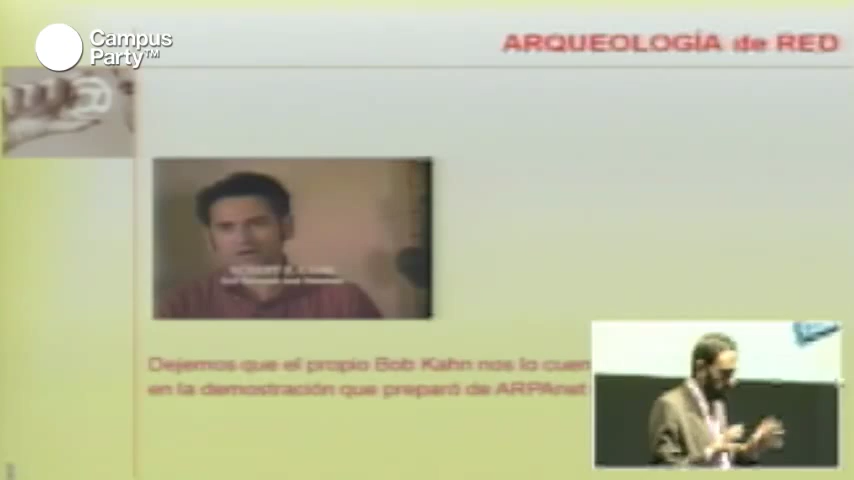 Campus
Party™
ARQUEOLOGÍA de RED
@
Dejemos que el propio Bob Kahn nos lo cuen
en la demostración que preparó de ARPAnet